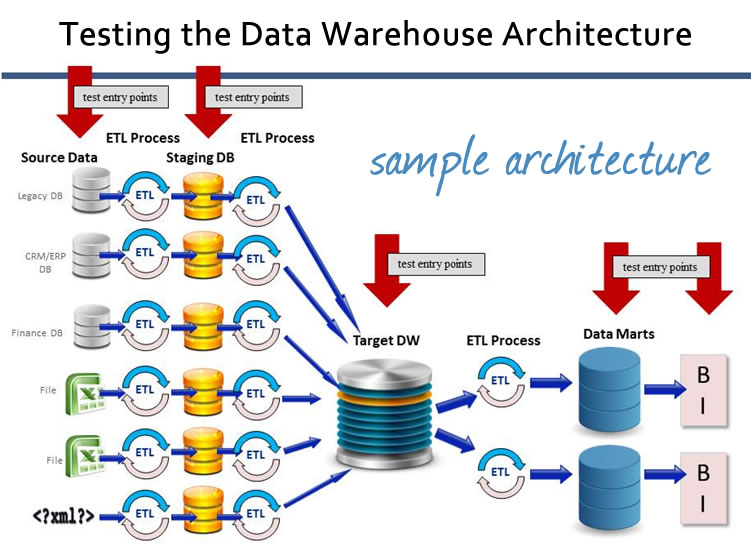 Testing the Data Warehouse Architecture
test entry points
test entry points
ETL Process
ETL Process
Source Data
Staging DB
sample architecture
Legacy DB
ETL
ETL
CRM/ERP
DB
ETL
ETL
test entry points
test entry points
Finance DB
ETL
ETL
Target DW
ETL Process
Data Marts
File
ETL
ETL
ETL
B
I
File
ETL
ETL
ETL
B
I
<?xml?>
ETL
ETL